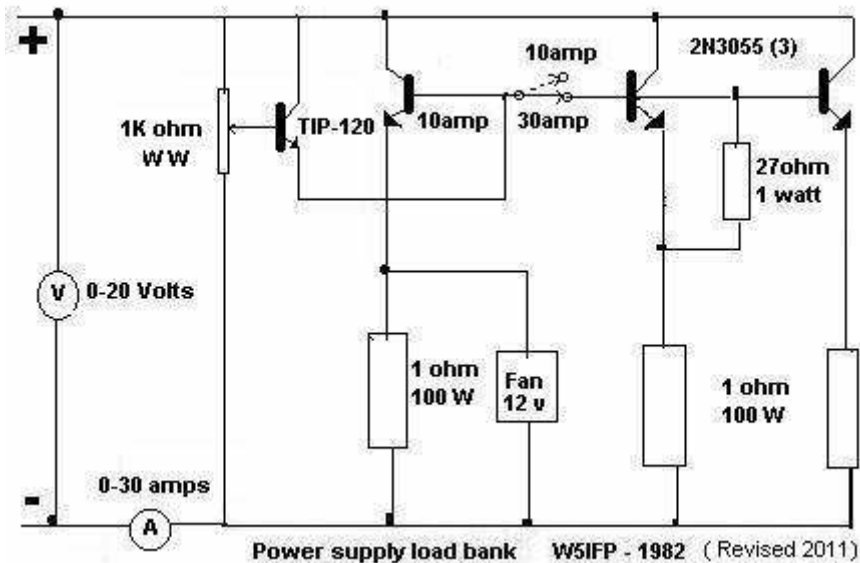 +
10amp
2N3055 (3)
TIP-120
10amp
30amp
1K ohm
W W
27ohm
1 watt
V
0-20 Volts
1 ohm
100 W
Fan
12 v
1 ohm
100 W
-
0-30 amps
A
Power supply load bank W5IFP - 1982 ( Revised 2011)